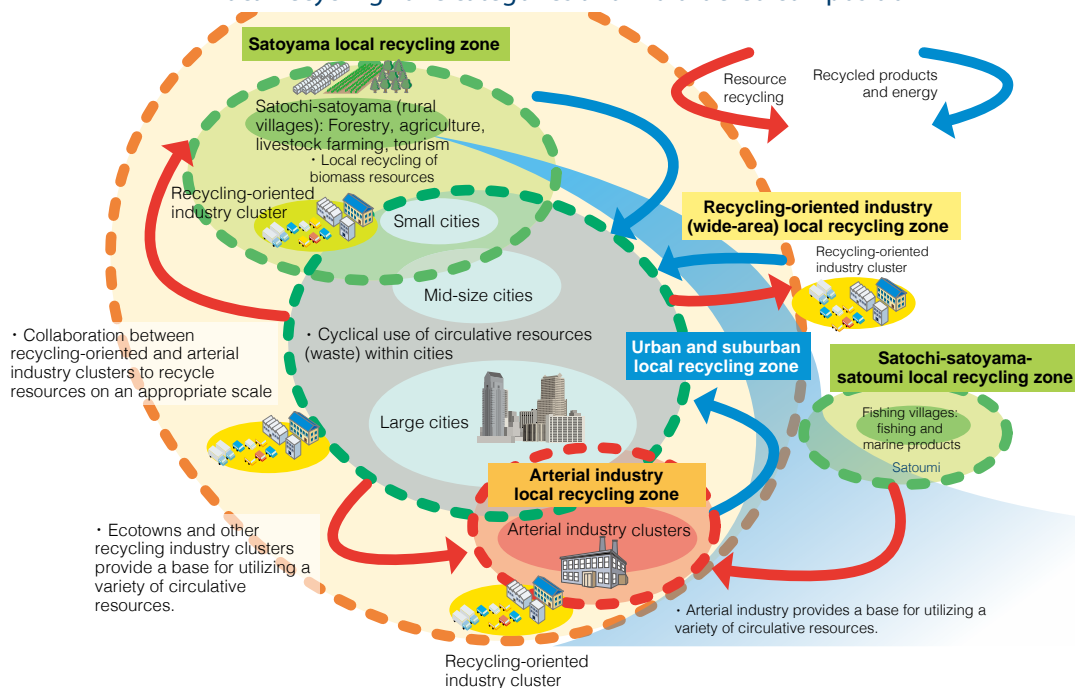 Satoyama local recycling zone
Resource
recycling
Recycled products
and energy
Satochi-satoyama (rural
villages): Forestry, agriculture,
livestock farming, tourism
・Local recycling of
biomass resources
Recycling-oriented
industry cluster
Small cities
Recycling-oriented industry
(wide-area) local recycling zone
Recycling-oriented
industry cluster
Mid-size cities
・Collaboration between
recycling-oriented and arterial
industry clusters to recycle
resources on an appropriate scale
・Cyclical use of circulative resources
(waste) within cities
Urban and suburban
local recycling zone
Satochi-satoyama-
satoumi local recycling zone
Large cities
Fishing villages:
fishing and
marine products
Satoumi
Arterial industry
local recycling zone
Arterial industry clusters
・Ecotowns and other
recycling industry clusters
provide a base for utilizing a
variety of circulative
resources.
・Arterial industry provides a base for utilizing a
variety of circulative resources.
Recycling-oriented
industry cluster